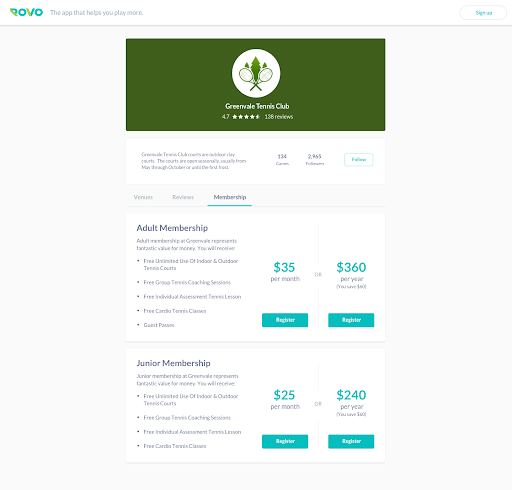 ROVO
The app that helps you play more.
Sign up
Greenvale Tennis Club
4.7 138 reviews
Greenvale Tennis Club courts are outdoor clay
courts. The courts are open seasonally, usually from
May through October or until the first frost.
134
Games
2,965
Followers
Follow
Venues
Reviews
Membership
Adult Membership
Adult membership at Greenvale represents
fantastic value for money. You will receive:
• Free Unlimited Use Of Indoor & Outdoor
Tennis Courts
• Free Group Tennis Coaching Sessions
• Free Individual Assessment Tennis Lesson
• Free Cardio Tennis Classes
• Guest Passes
$35
per month
OR
$360
per year
(You save $60)
Register
Register
Junior Membership
Junior membership at Greenvale represents
fantastic value for money. You will receive:
• Free Unlimited Use Of Indoor & Outdoor
Tennis Courts
• Free Group Tennis Coaching Sessions
• Free Individual Assessment Tennis Lesson
• Free Cardio Tennis Classes
$25
per month
OR
$240
per year
(You save $60)
Register
Register